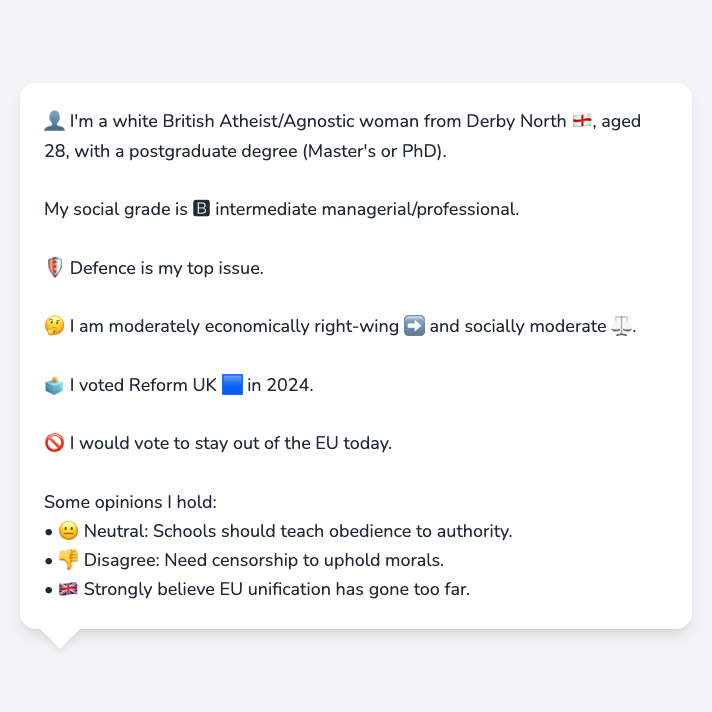 👤 I'm a white British Atheist/Agnostic woman from Derby North 🏴󠁧󠁢󠁥󠁮󠁧󠁿, aged
28, with a postgraduate degree (Master's or PhD).
My social grade is 🅱 intermediate managerial/professional.
🛡️ Defence is my top issue.
🤔 I am moderately economically right-wing ➡️ and socially moderate ⚖️.
🗳️ I voted Reform UK 🟦 in 2024.
🚫 I would vote to stay out of the EU today.
Some opinions I hold:
• 😐 Neutral: Schools should teach obedience to authority.
• 👎 Disagree: Need censorship to uphold morals.
• 🇬🇧 Strongly believe EU unification has gone too far.